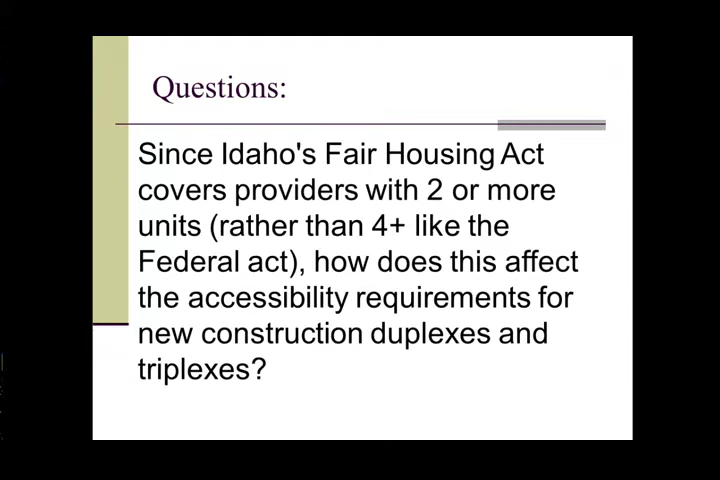 Questions:
Since Idaho's Fair Housing Act
covers providers with 2 or more
units (rather than 4+ like the
Federal act), how does this affect
the accessibility requirements for
new construction duplexes and
triplexes?